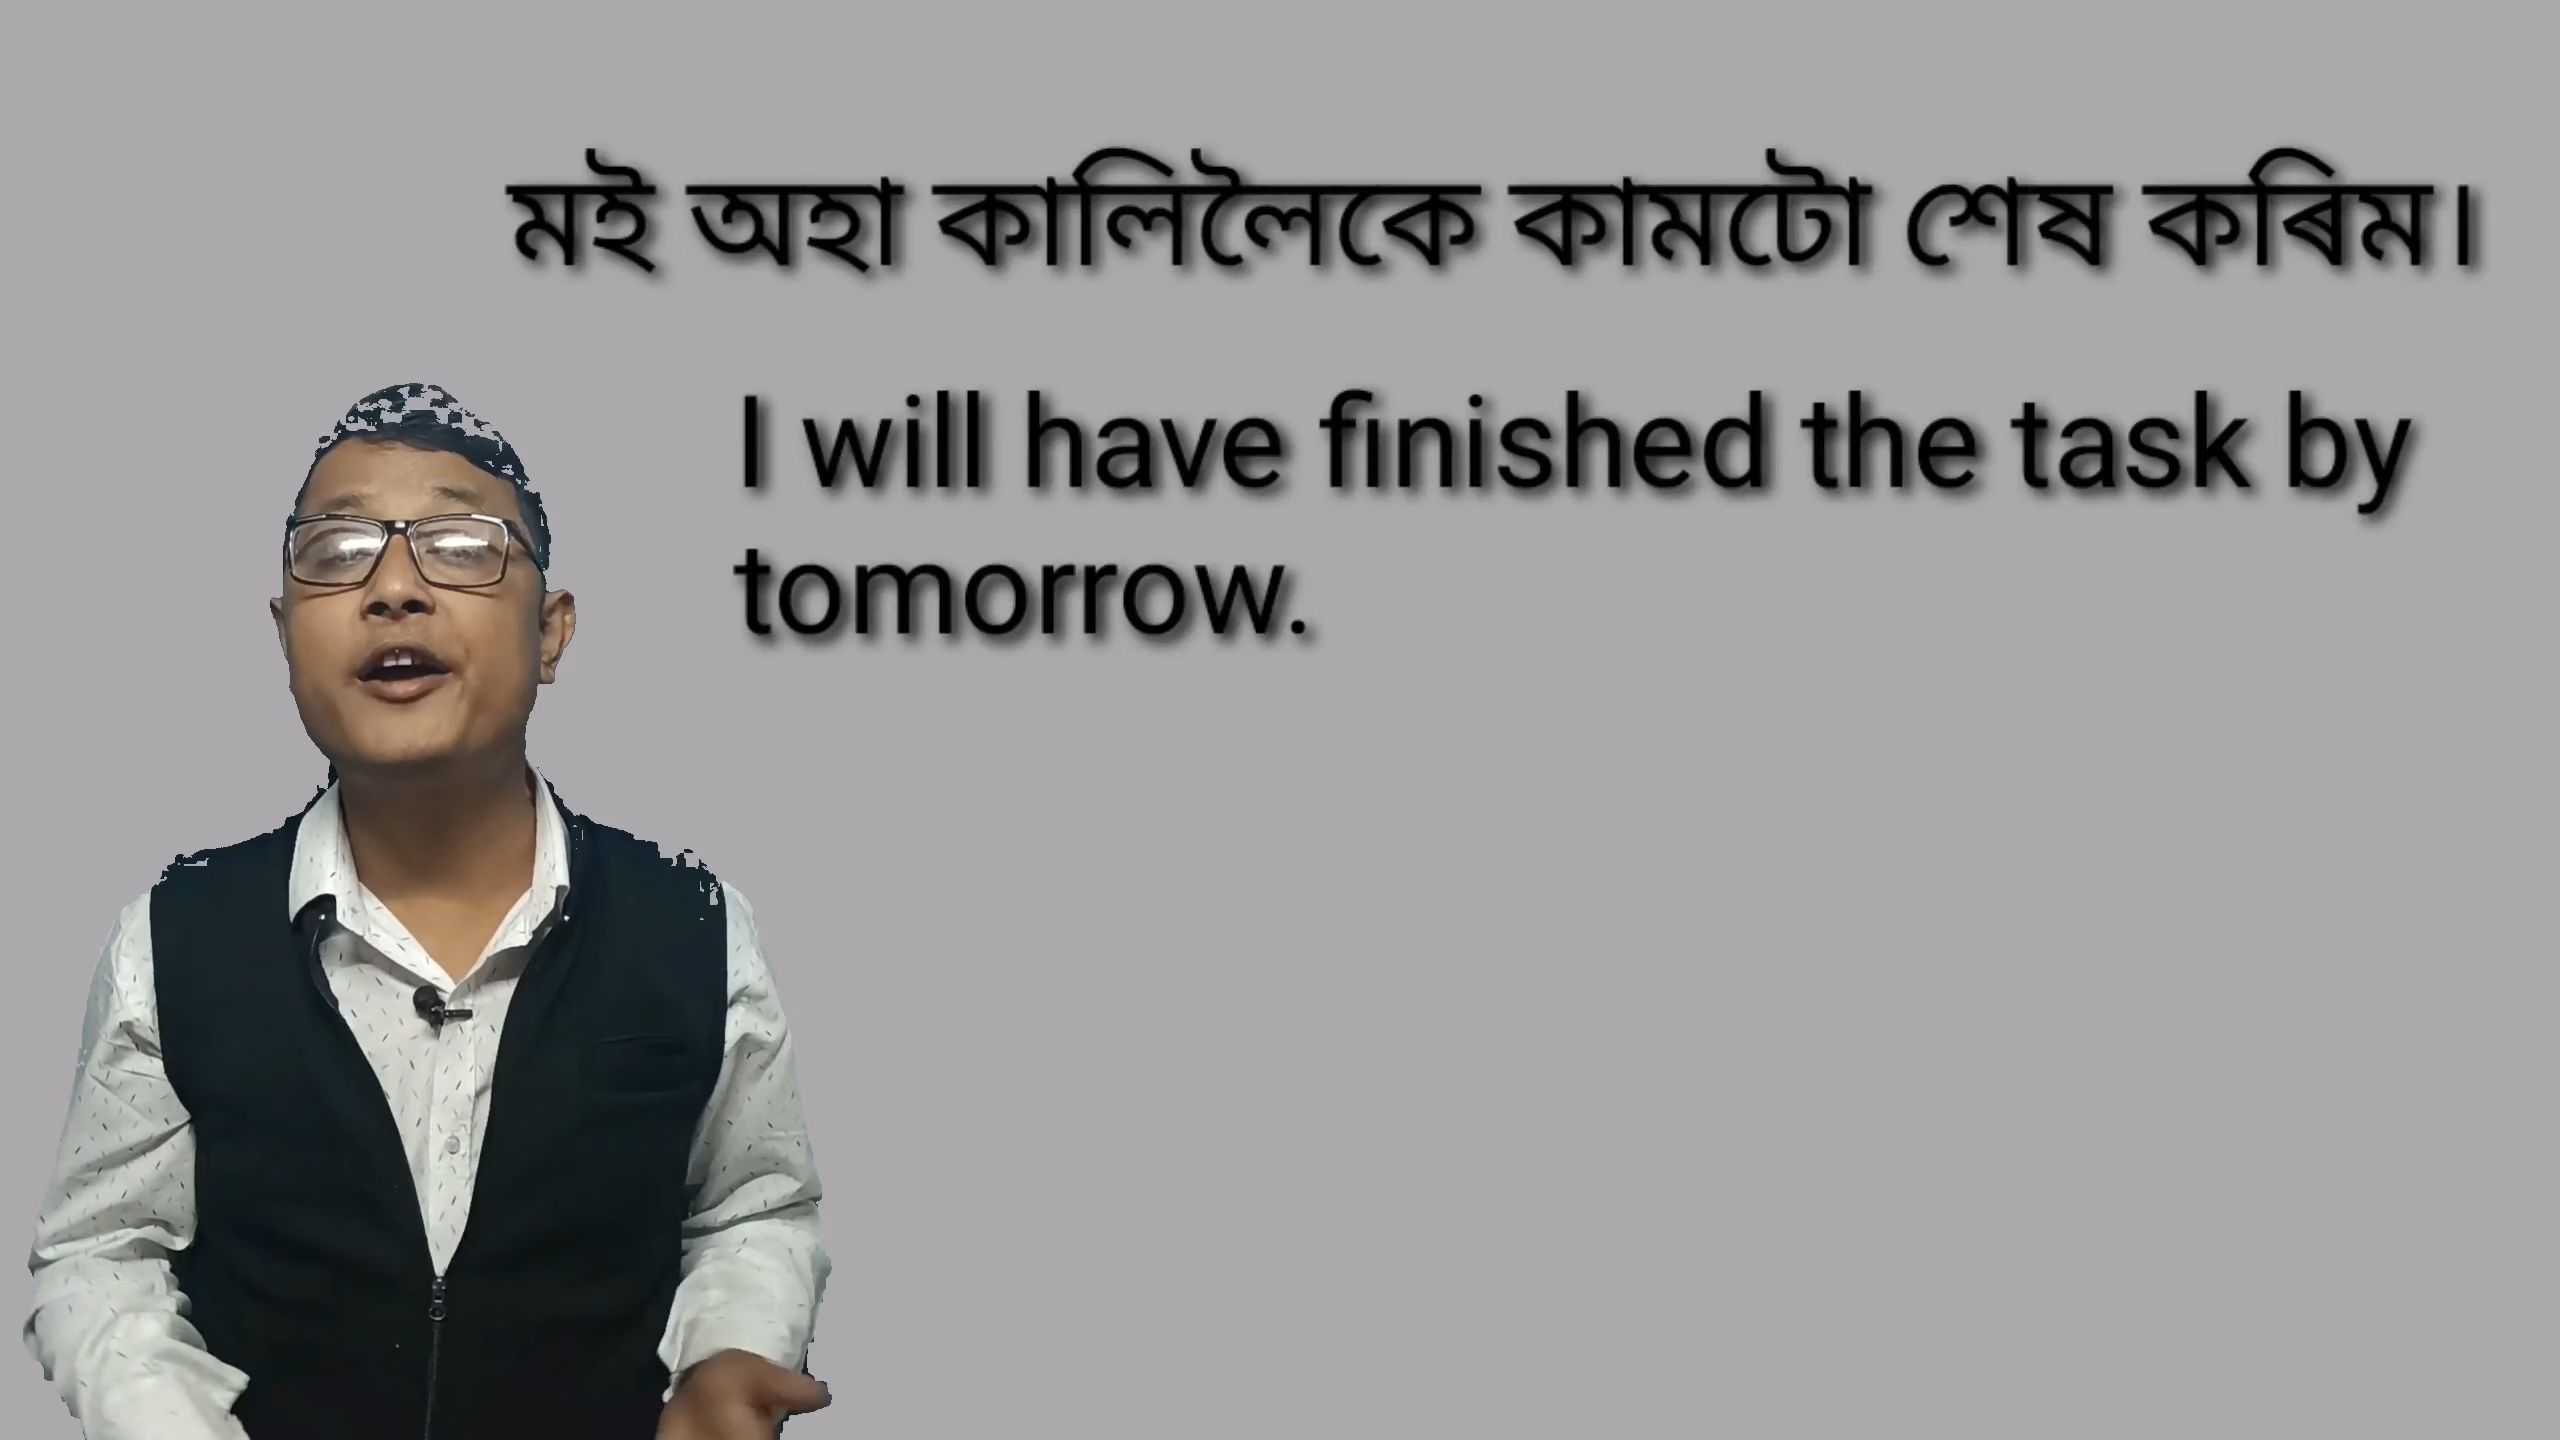 মই অহা কালিলৈকে কামটো শেষ কৰিম।
I will have finished the task by
tomorrow.